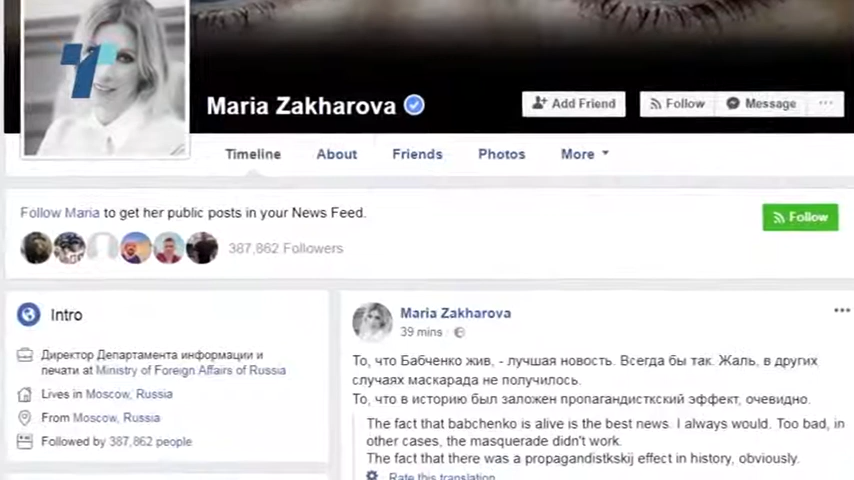 Maria Zakharova
Add Friend
Follow
Message
Timeline
About
Friends
Photos
More
Follow Maria to get her public posts in your News Feed.
Follow
387,862 Followers
Intro
Директор Департамента информации и
печати at Ministry of Foreign Affairs of Russia
Lives in Moscow, Russia
From Moscow, Russia
Followed by 387,862 people
Maria Zakharova
39 mins
То, что Бабченко жив, - лучшая новость. Всегда бы так. Жаль, в других
случаях маскарада не получилось.
То, что в историю был заложен пропагандисткский эффект, очевидно.
The fact that babchenko is alive is the best news. I always would. Too bad, in
other cases, the masquerade didn't work.
The fact that there was a propagandistkskij effect in history, obviously.
Rate this translation